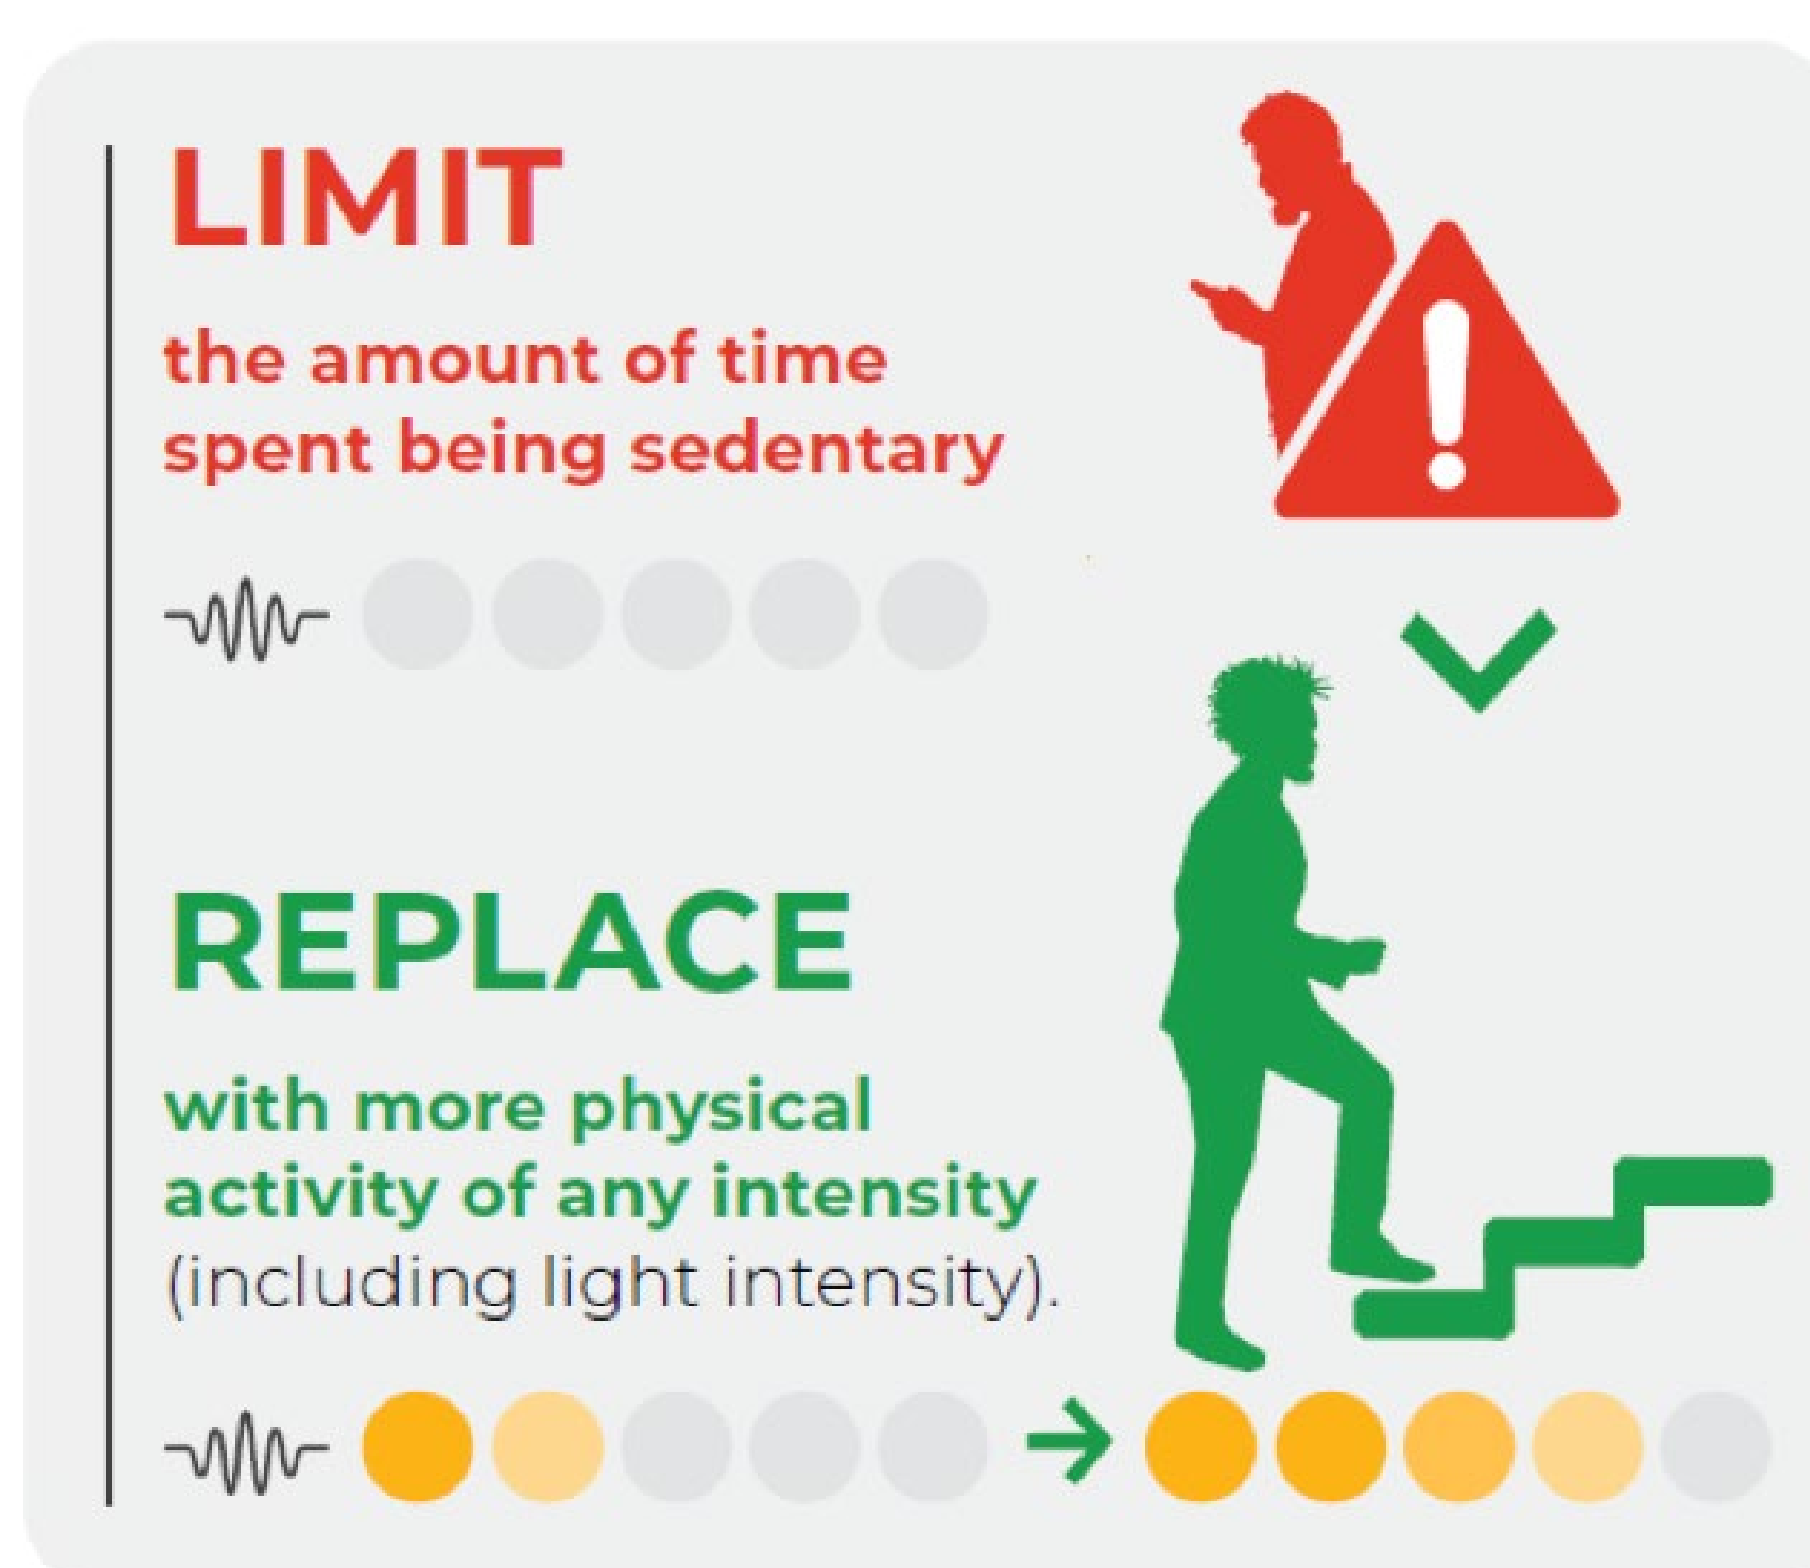 LIMIT
the amount of time
spent being sedentary
REPLACE
with more physical
activity of any intensity
(including light intensity).